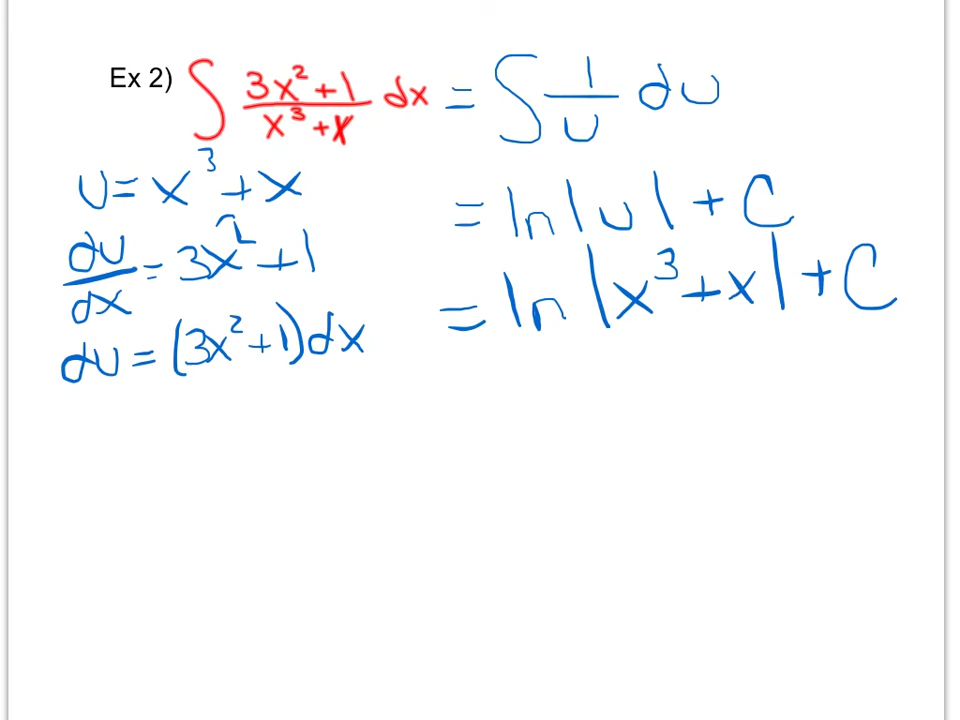 Ex 2) ∫ (3x²+1)/(x³+x) dx = ∫ 1/u du
u = x³ + x
= ln|u| + C
du/dx = 3x² + 1
= ln|x³+x| + C
du = (3x²+1)dx